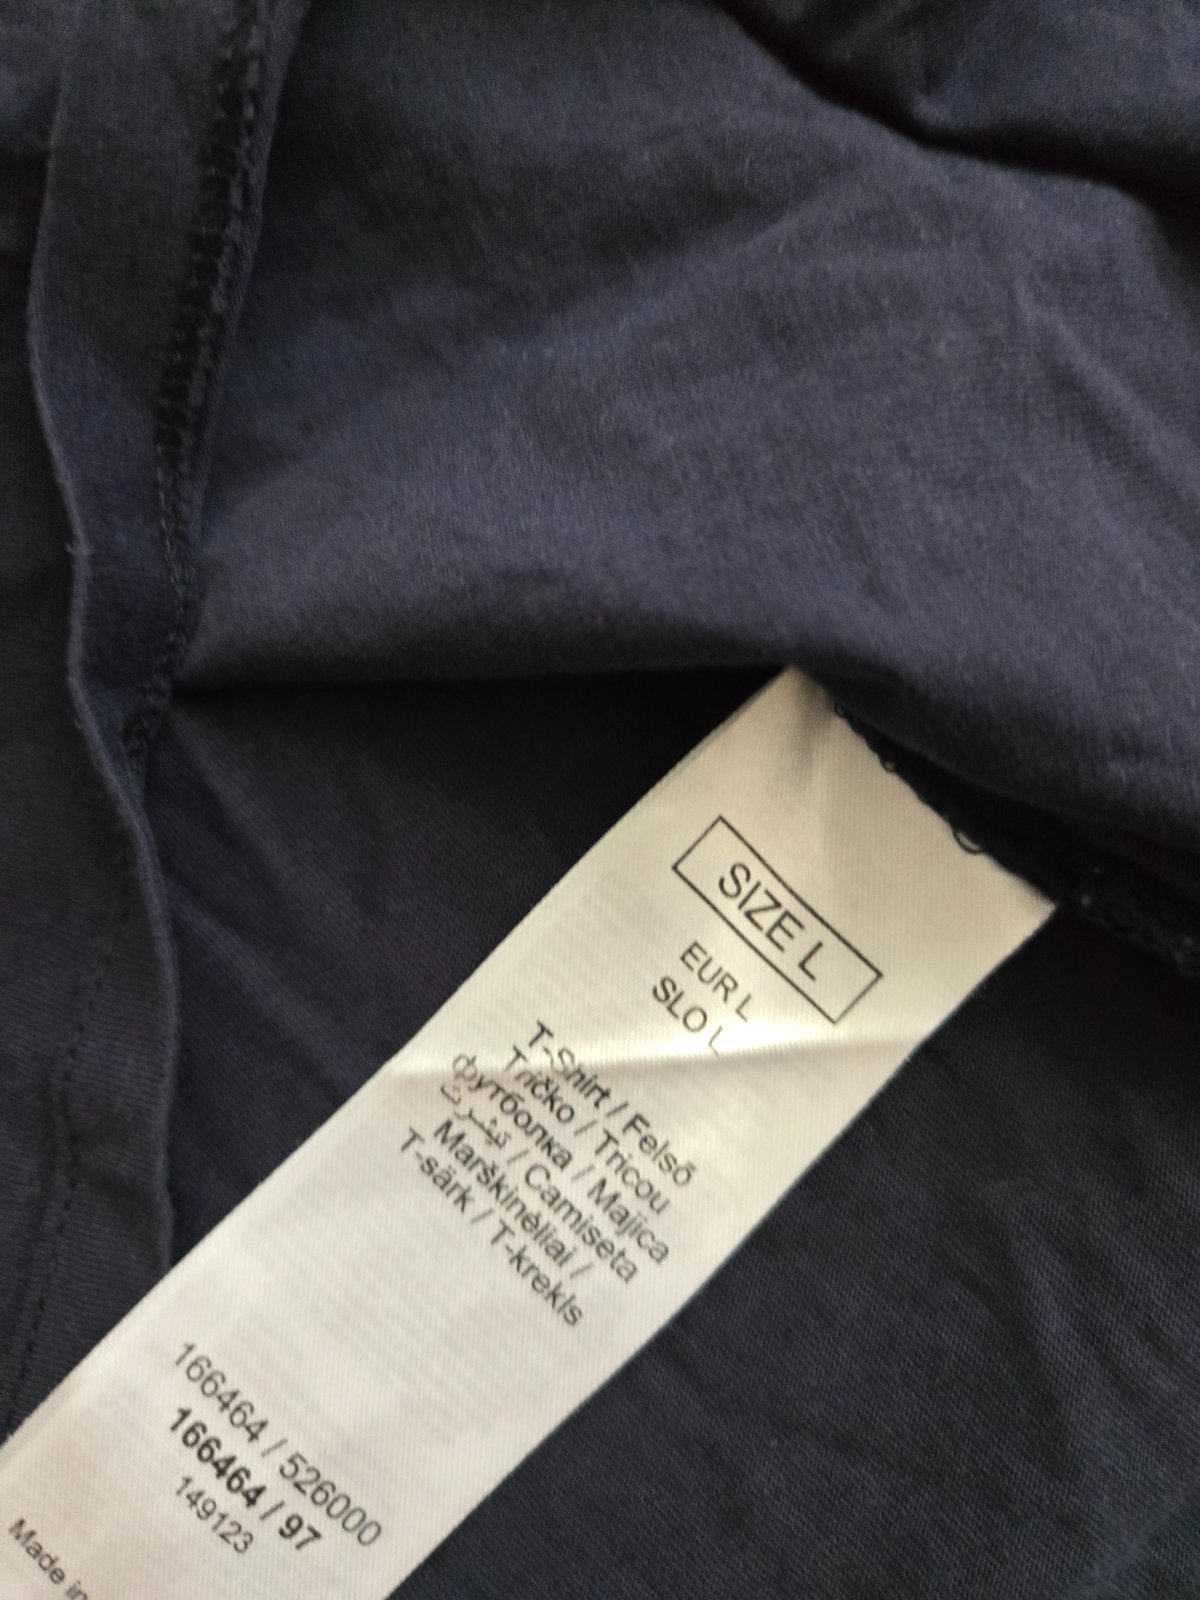 SIZE L
EUR L
SLO L
T-Shirt / Felső
Tričko / Tricou
футболка / Majica
تيشرت / Camiseta
Marškinėliai /
T-särk / T-krekls
166464 / 526000
166464 / 97
149123
Made in